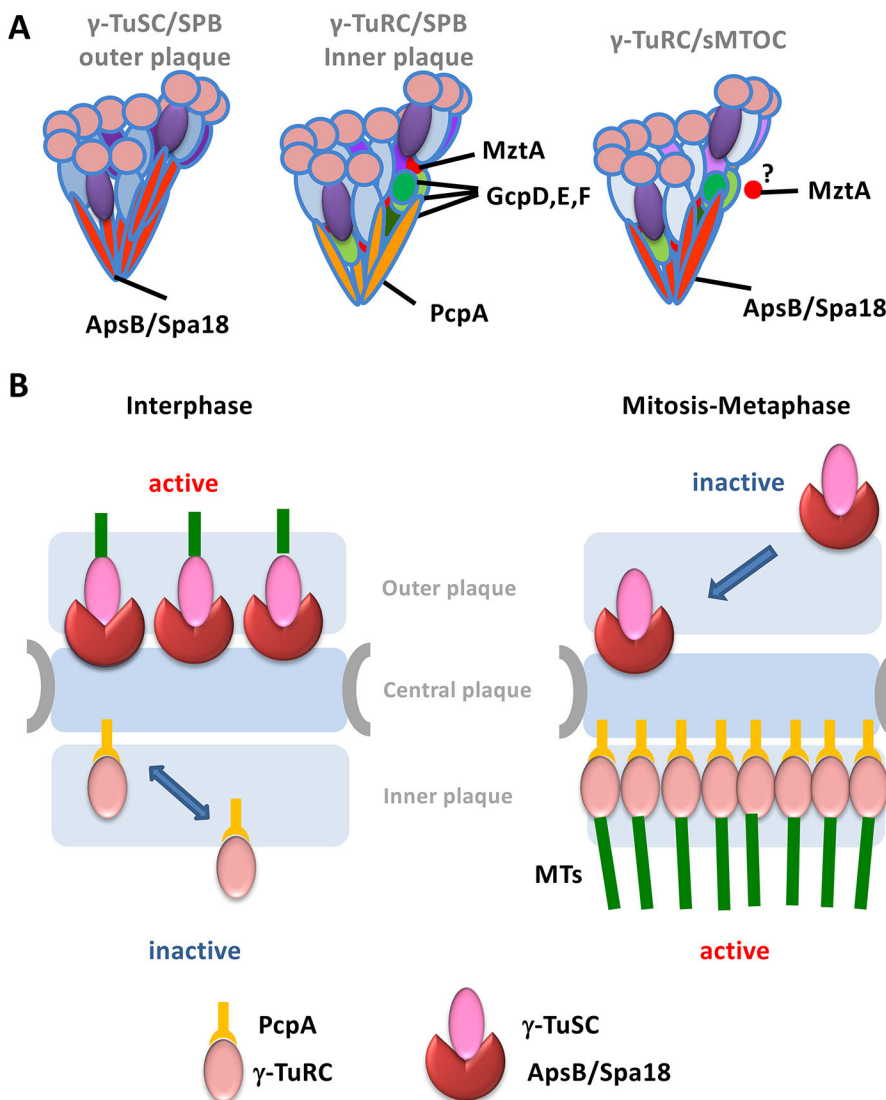 A
γ-TuSC/SPB
outer plaque
γ-TuRC/SPB
Inner plaque
γ-TuRC/sMTOC
MztA
GcpD,E,F
PcpA
ApsB/Spa18
?
MztA
ApsB/Spa18
B
Interphase
Mitosis-Metaphase
active
inactive
Outer plaque
Central plaque
Inner plaque
MTs
inactive
active
PcpA
γ-TuRC
γ-TuSC
ApsB/Spa18